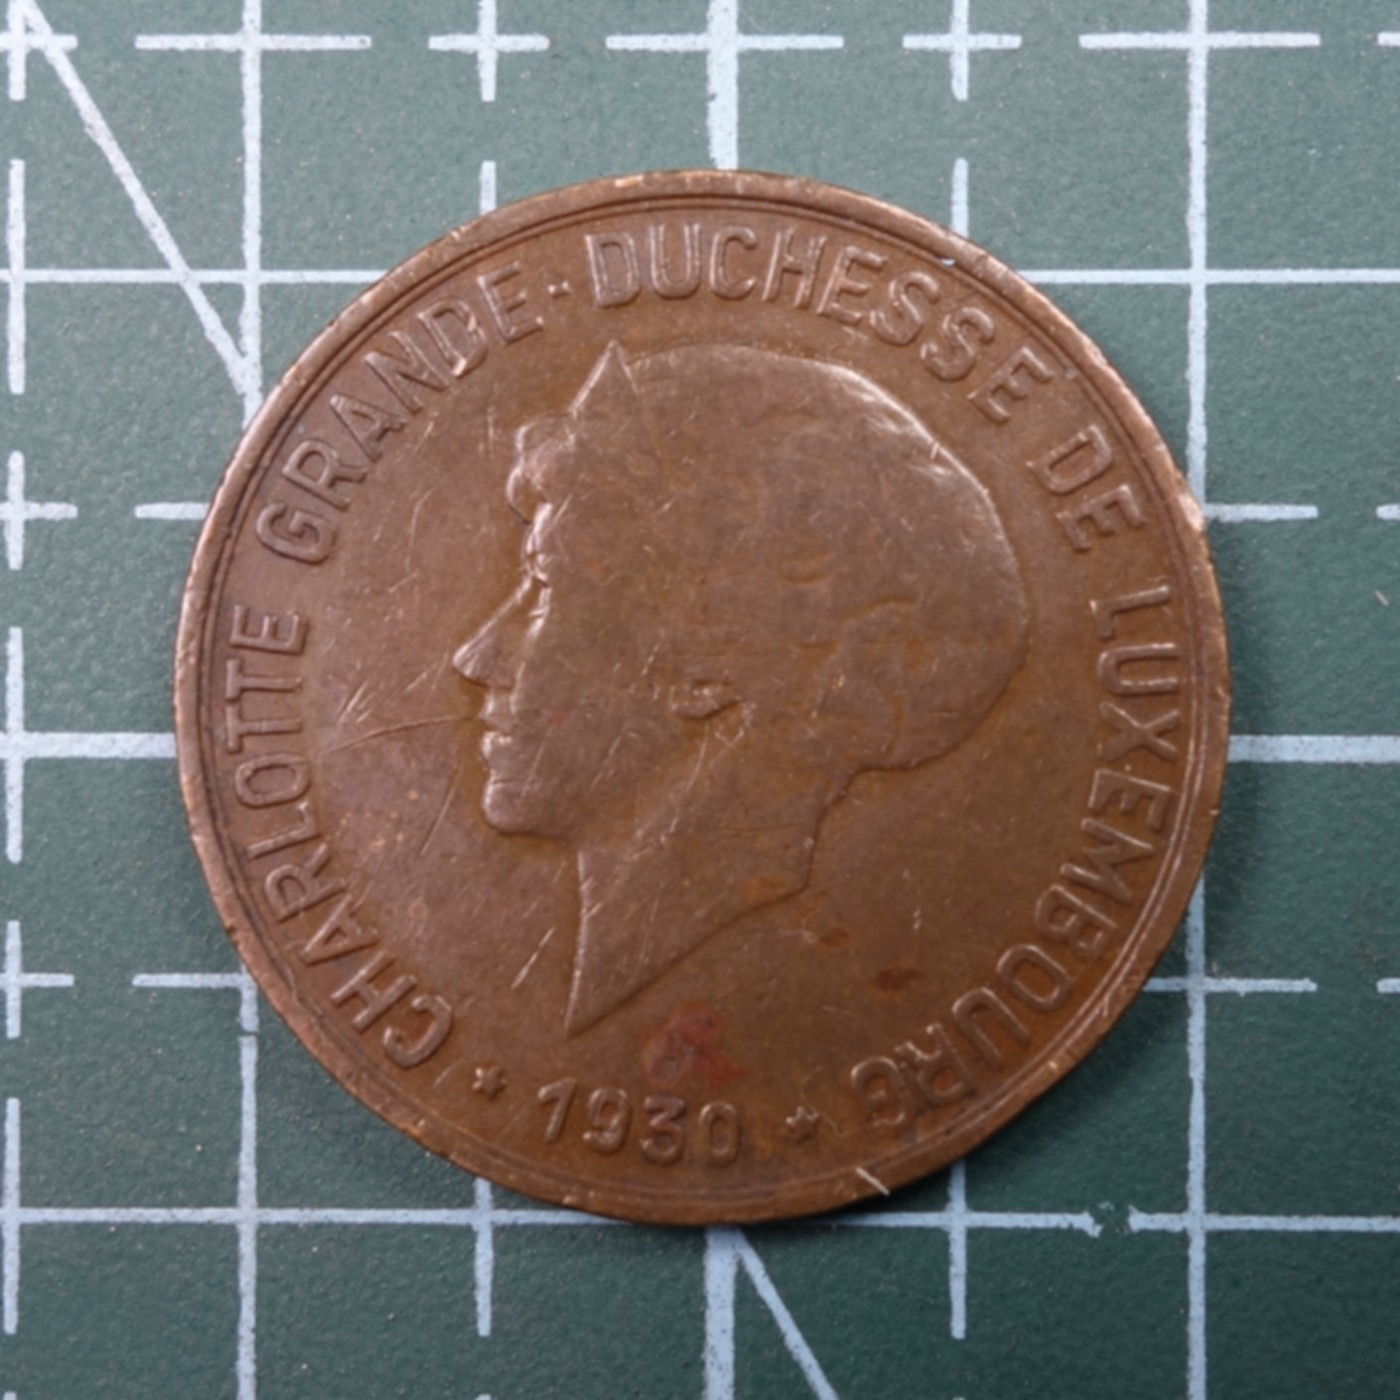 CHARLOTTE GRANDE-DUCHESSE DE LUXEMBOURG
* 1930 *